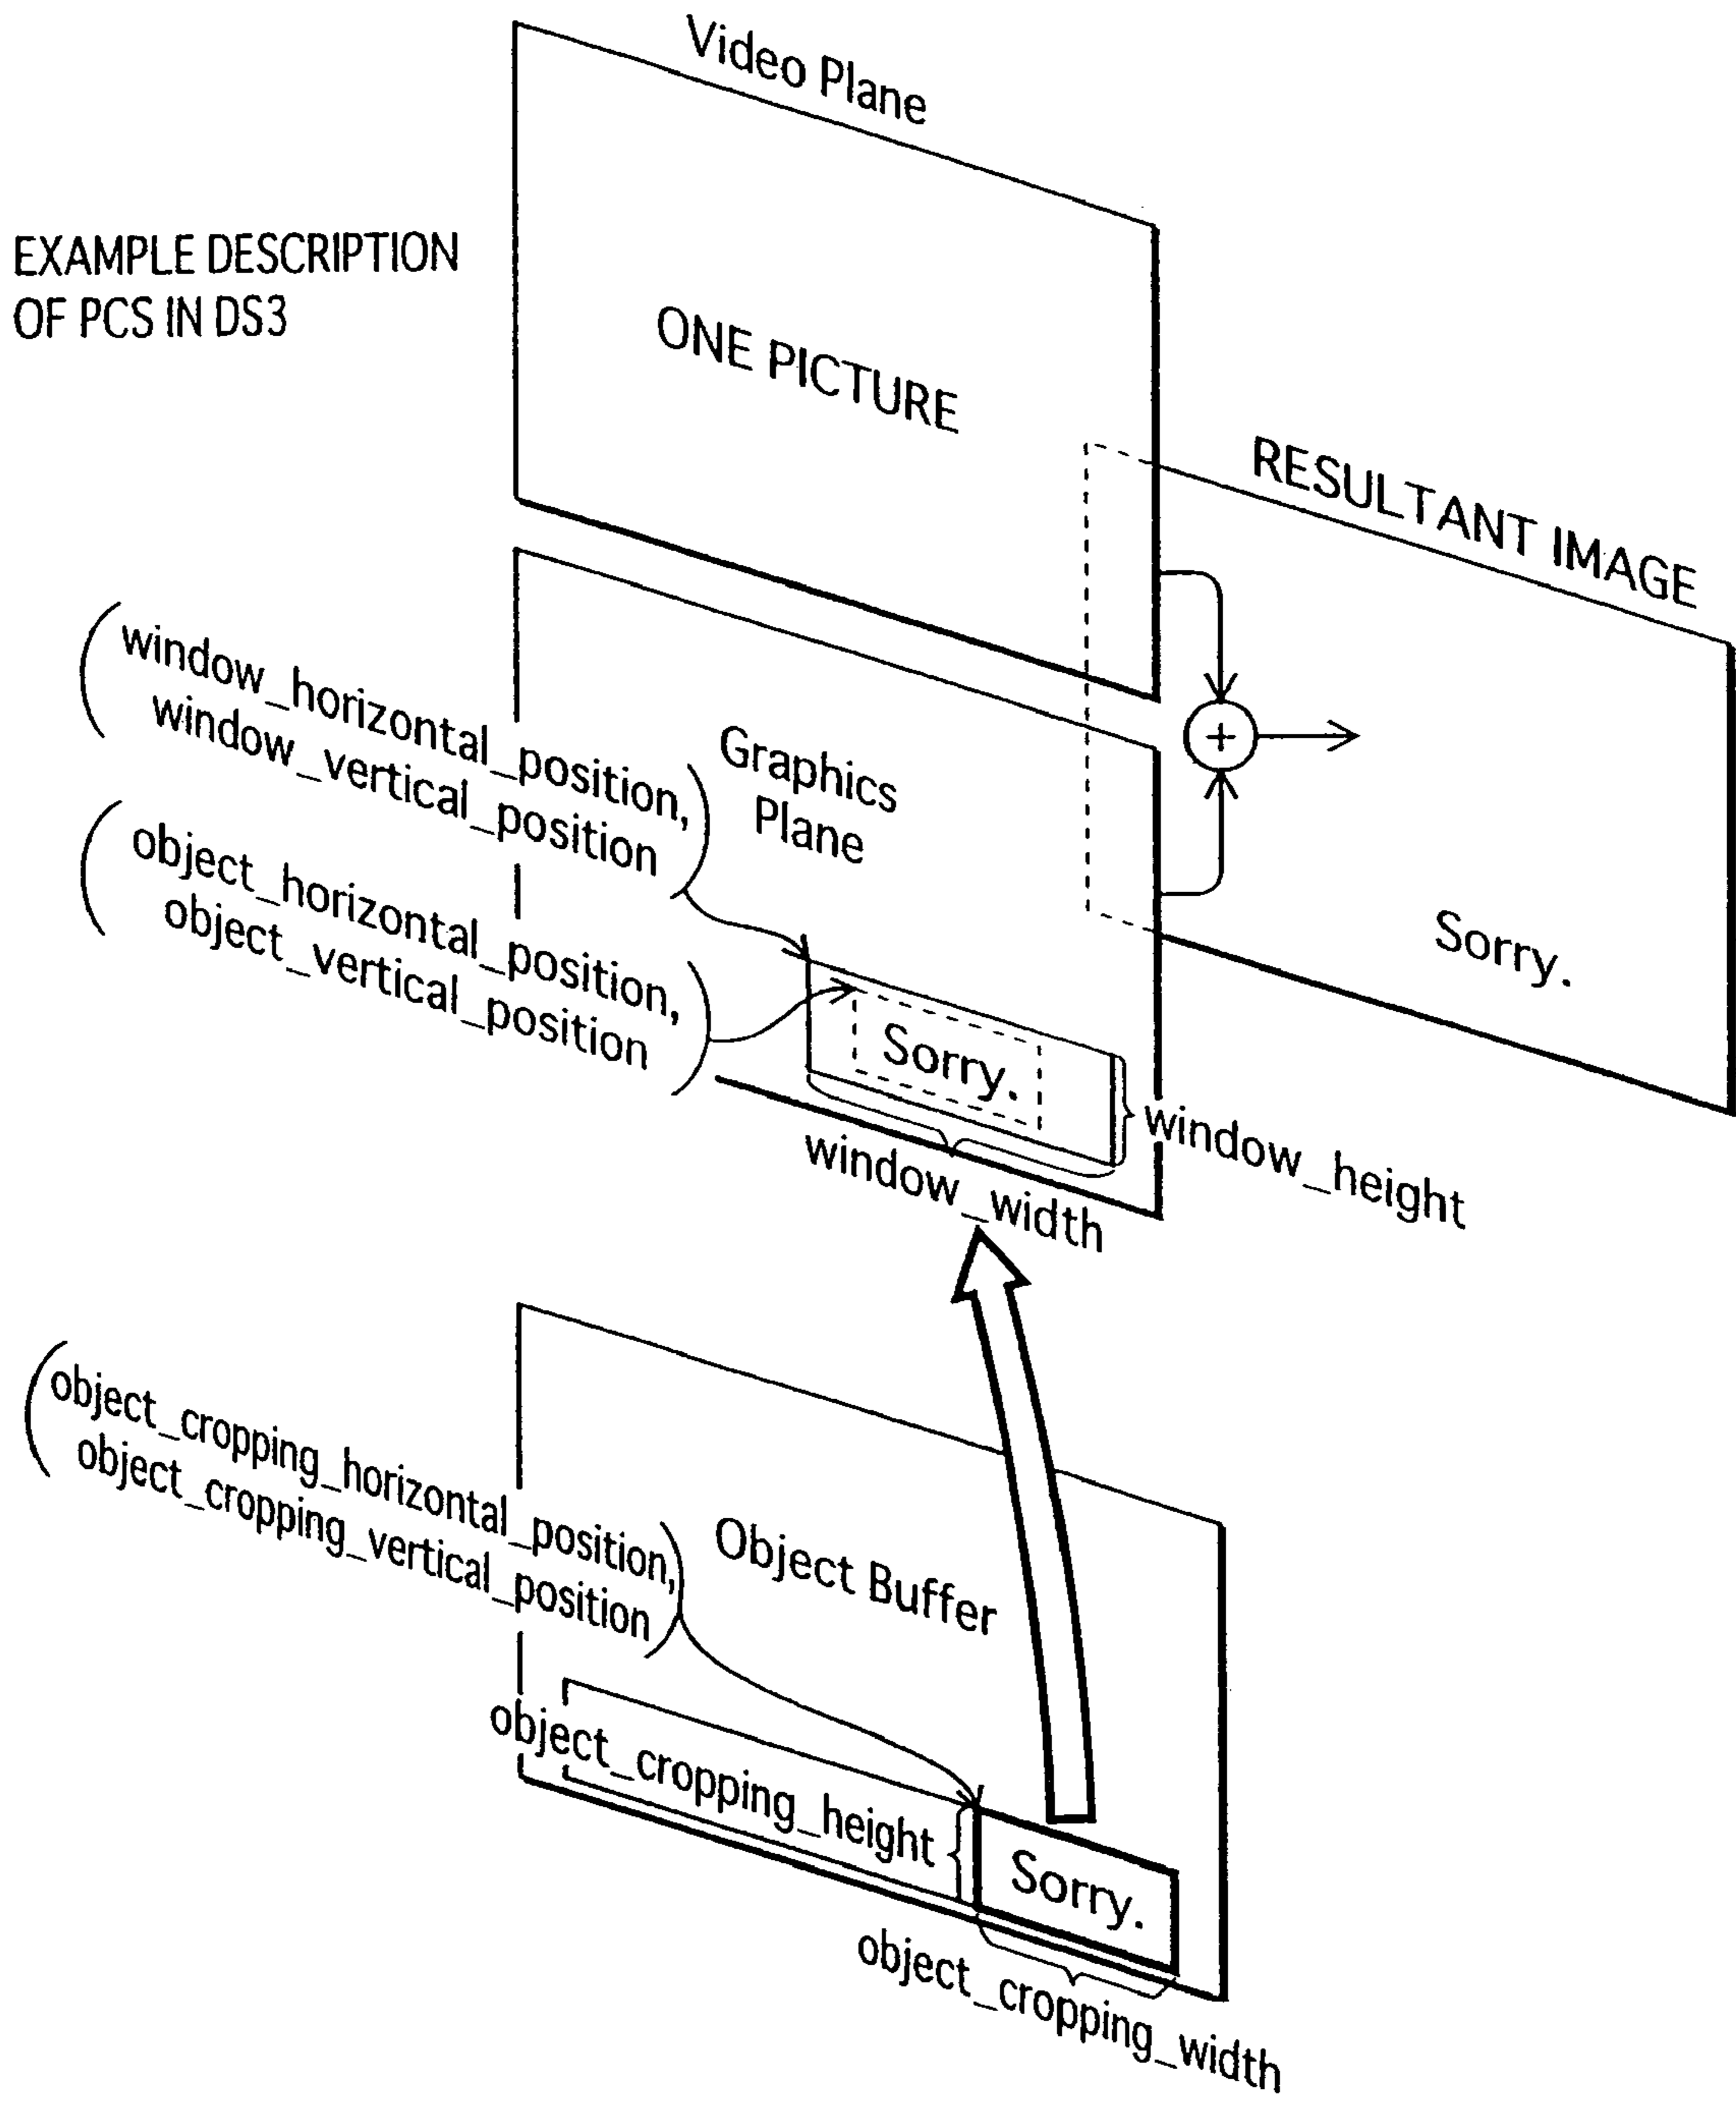 Video Plane
EXAMPLE DESCRIPTION
OF PCS IN DS3
ONE PICTURE
RESULTANT IMAGE
(window_horizontal_position,
window_vertical_position)
Graphics
Plane
(object_horizontal_position,
object_vertical_position)
Sorry.
Sorry.
window_height
window_width
(object_cropping_horizontal_position,
object_cropping_vertical_position)
Object Buffer
object_cropping_height
Sorry.
object_cropping_width